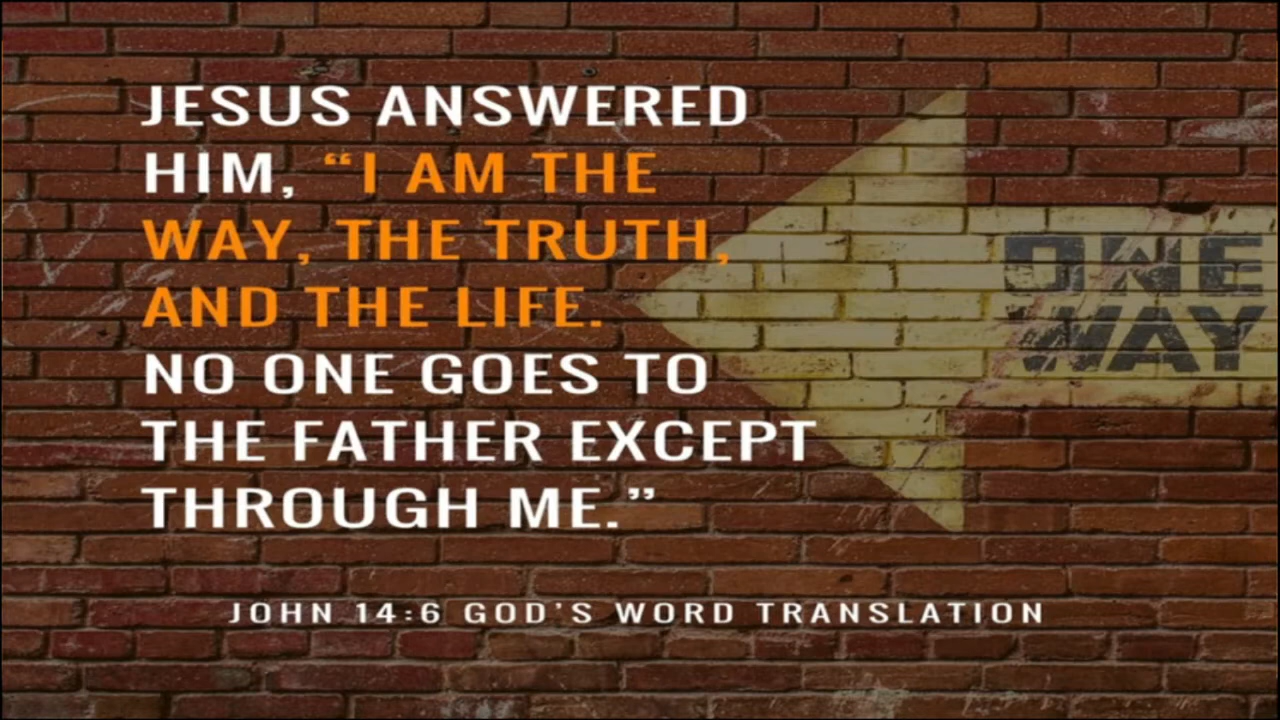 JESUS ANSWERED
HIM, “I AM THE
WAY, THE TRUTH,
AND THE LIFE.
NO ONE GOES TO
THE FATHER EXCEPT
THROUGH ME.”
ONE
WAY
JOHN 14:6 GOD’S WORD TRANSLATION